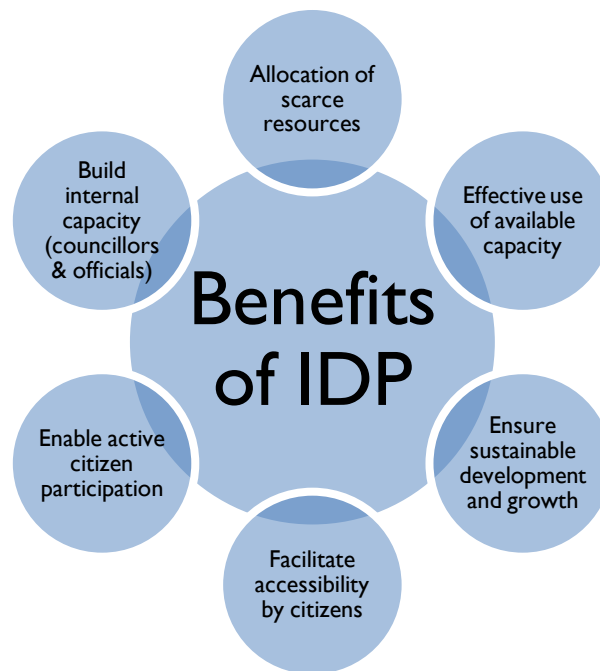 Allocation of
scarce
resources
Build
internal
capacity
(councillors
& officials)
Effective use
of available
capacity
Benefits
of IDP
Enable active
citizen
participation
Ensure
sustainable
development
and growth
Facilitate
accessibility
by citizens